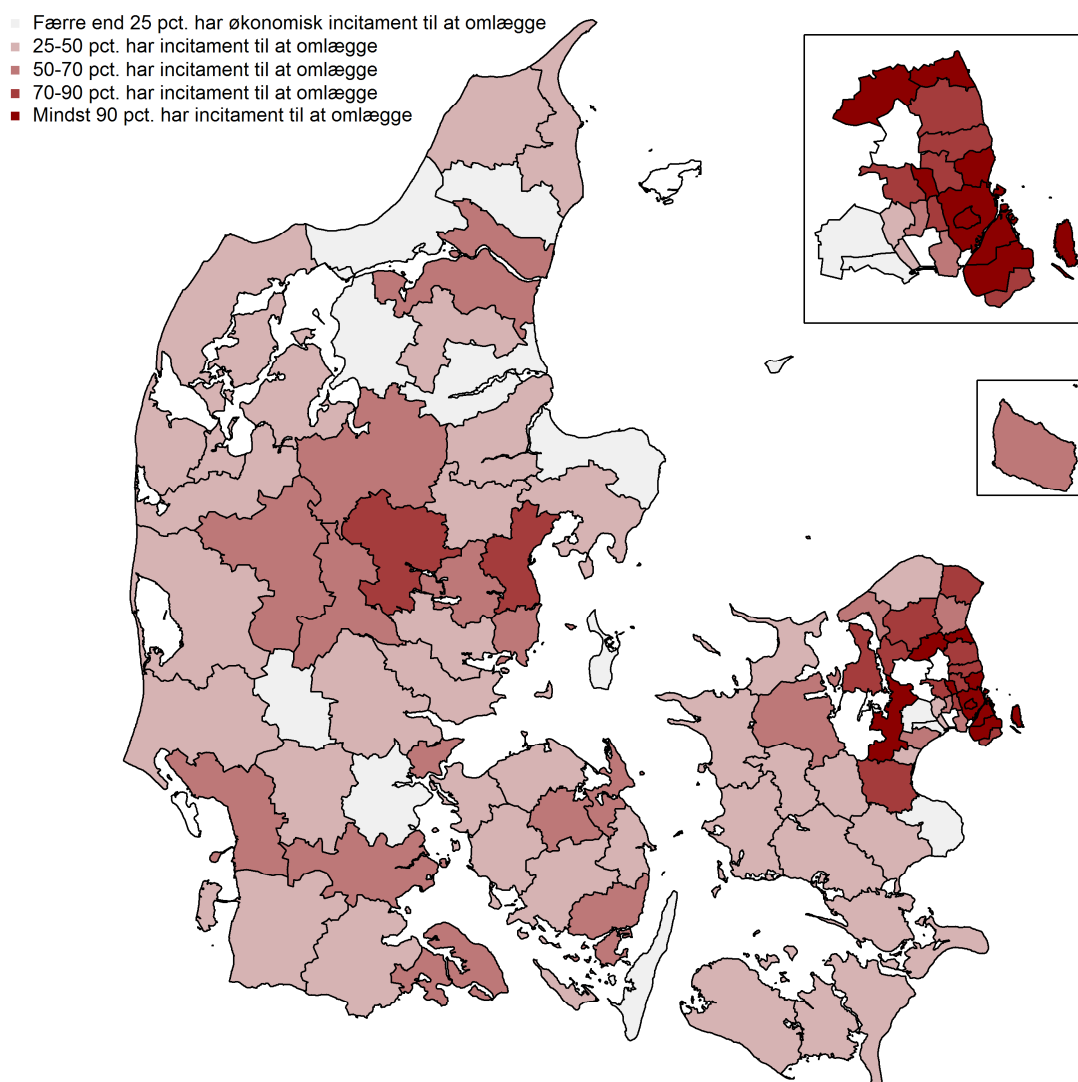 Færre end 25 pct. har økonomisk incitament til at omlægge
25-50 pct. har incitament til at omlægge
50-70 pct. har incitament til at omlægge
70-90 pct. har incitament til at omlægge
Mindst 90 pct. har incitament til at omlægge